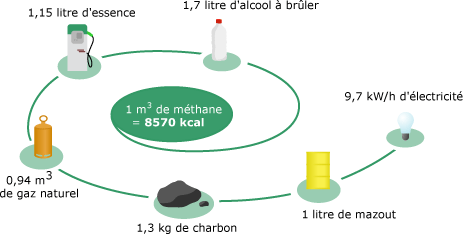 1,15 litre d'essence
1,7 litre d'alcool à brûler
1 m³ de méthane
= 8570 kcal
9,7 kW/h d'électricité
0,94 m³
de gaz naturel
1,3 kg de charbon
1 litre de mazout